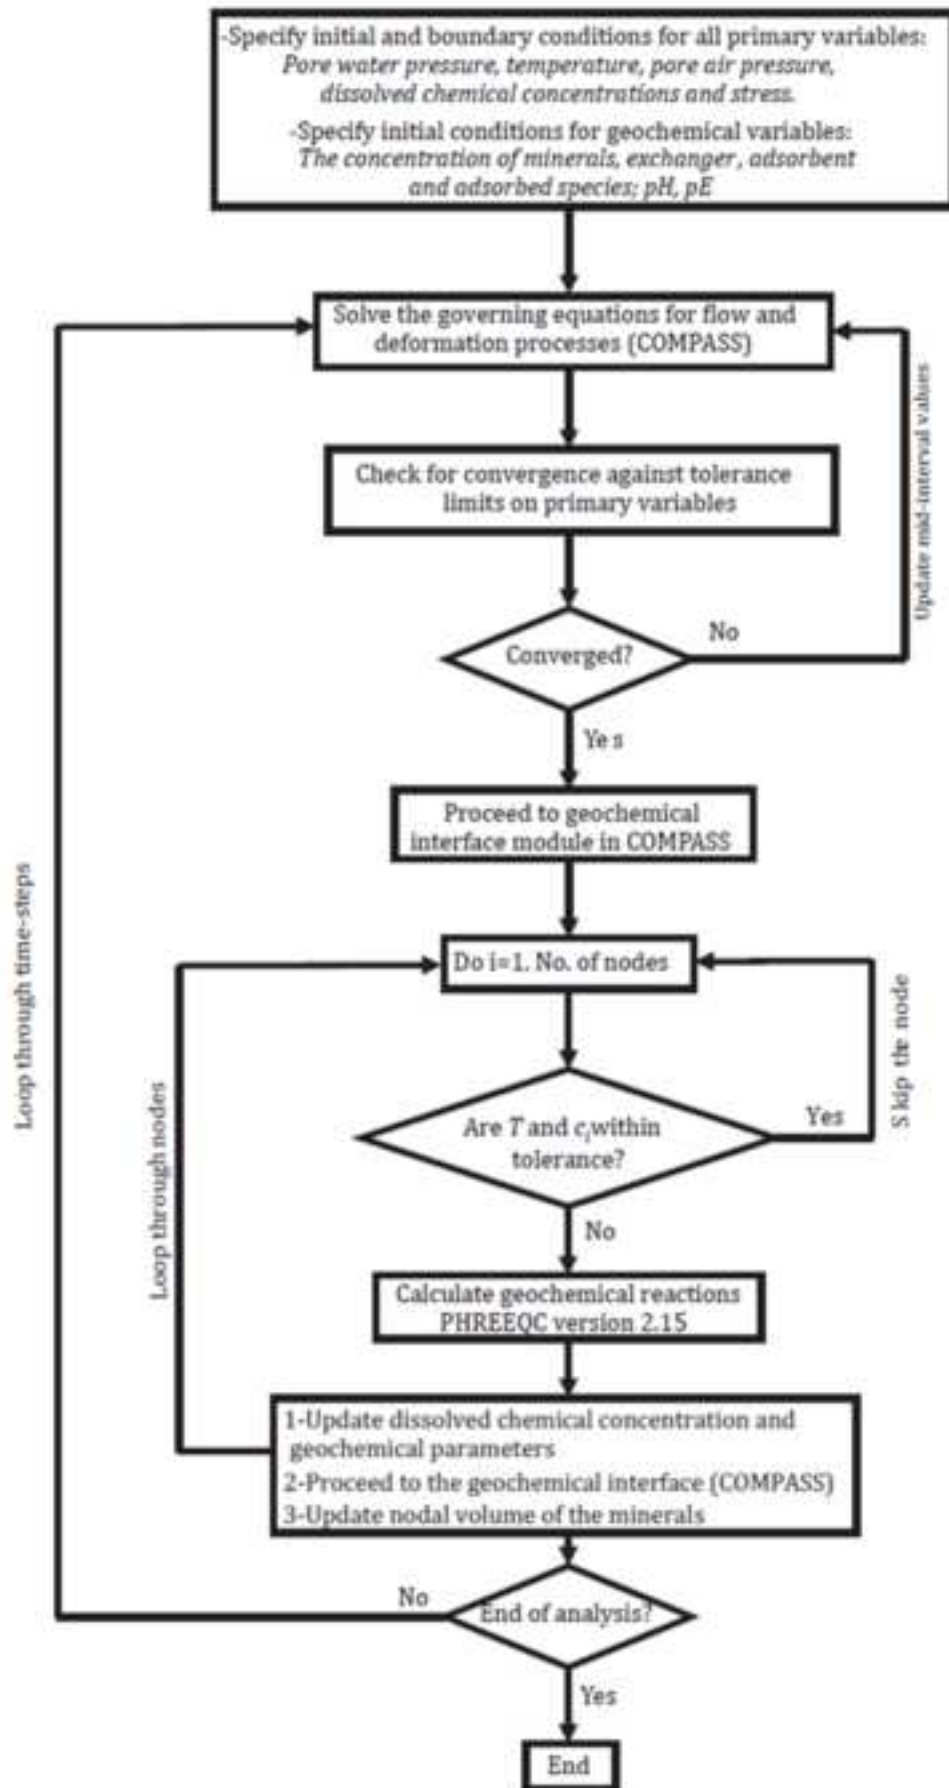 -Specify initial and boundary conditions for all primary variables:
Pore water pressure, temperature, pore air pressure,
dissolved chemical concentrations and stress.
-Specify initial conditions for geochemical variables:
The concentration of minerals, exchanger, adsorbent
and adsorbed species; pH, pE
Solve the governing equations for flow and
deformation processes (COMPASS)
Check for convergence against tolerance
limits on primary variables
Update mid-interval values
Converged?
No
Yes
Proceed to geochemical
interface module in COMPASS
Loop through time-steps
Do i=1. No. of nodes
Skip the node
Loop through nodes
Are T and c_i within
tolerance?
Yes
No
Calculate geochemical reactions
PHREEQC version 2.15
1-Update dissolved chemical concentration and
geochemical parameters
2-Proceed to the geochemical interface (COMPASS)
3-Update nodal volume of the minerals
No
End of analysis?
Yes
End